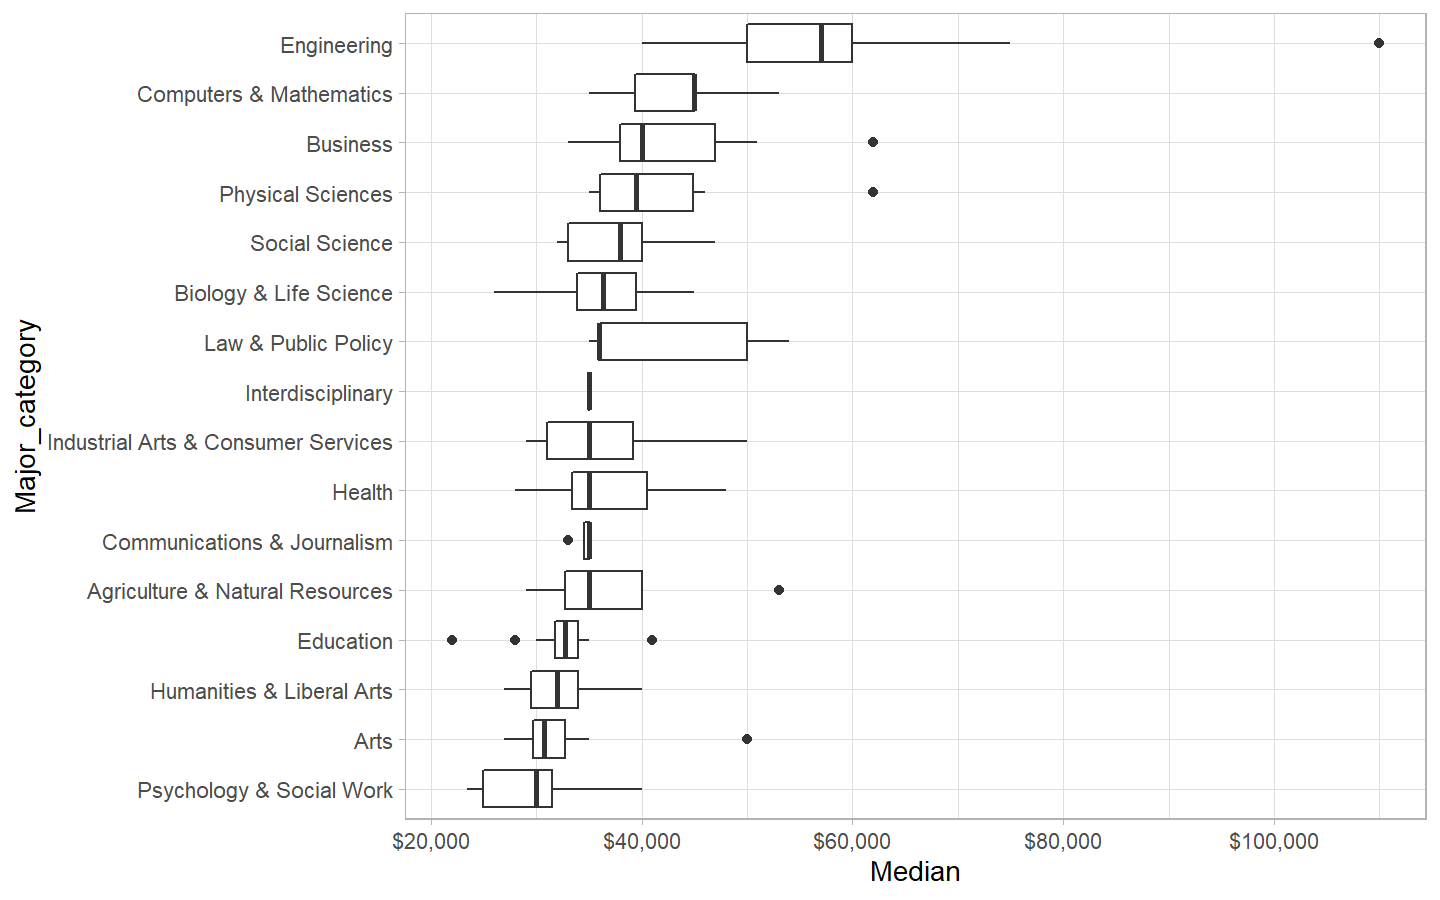 Engineering
Computers & Mathematics
Business
Physical Sciences
Social Science
Biology & Life Science
Law & Public Policy
Interdisciplinary
Industrial Arts & Consumer Services
Health
Communications & Journalism
Agriculture & Natural Resources
Education
Humanities & Liberal Arts
Arts
Psychology & Social Work
Major_category
$20,000 $40,000 $60,000 $80,000 $100,000
Median